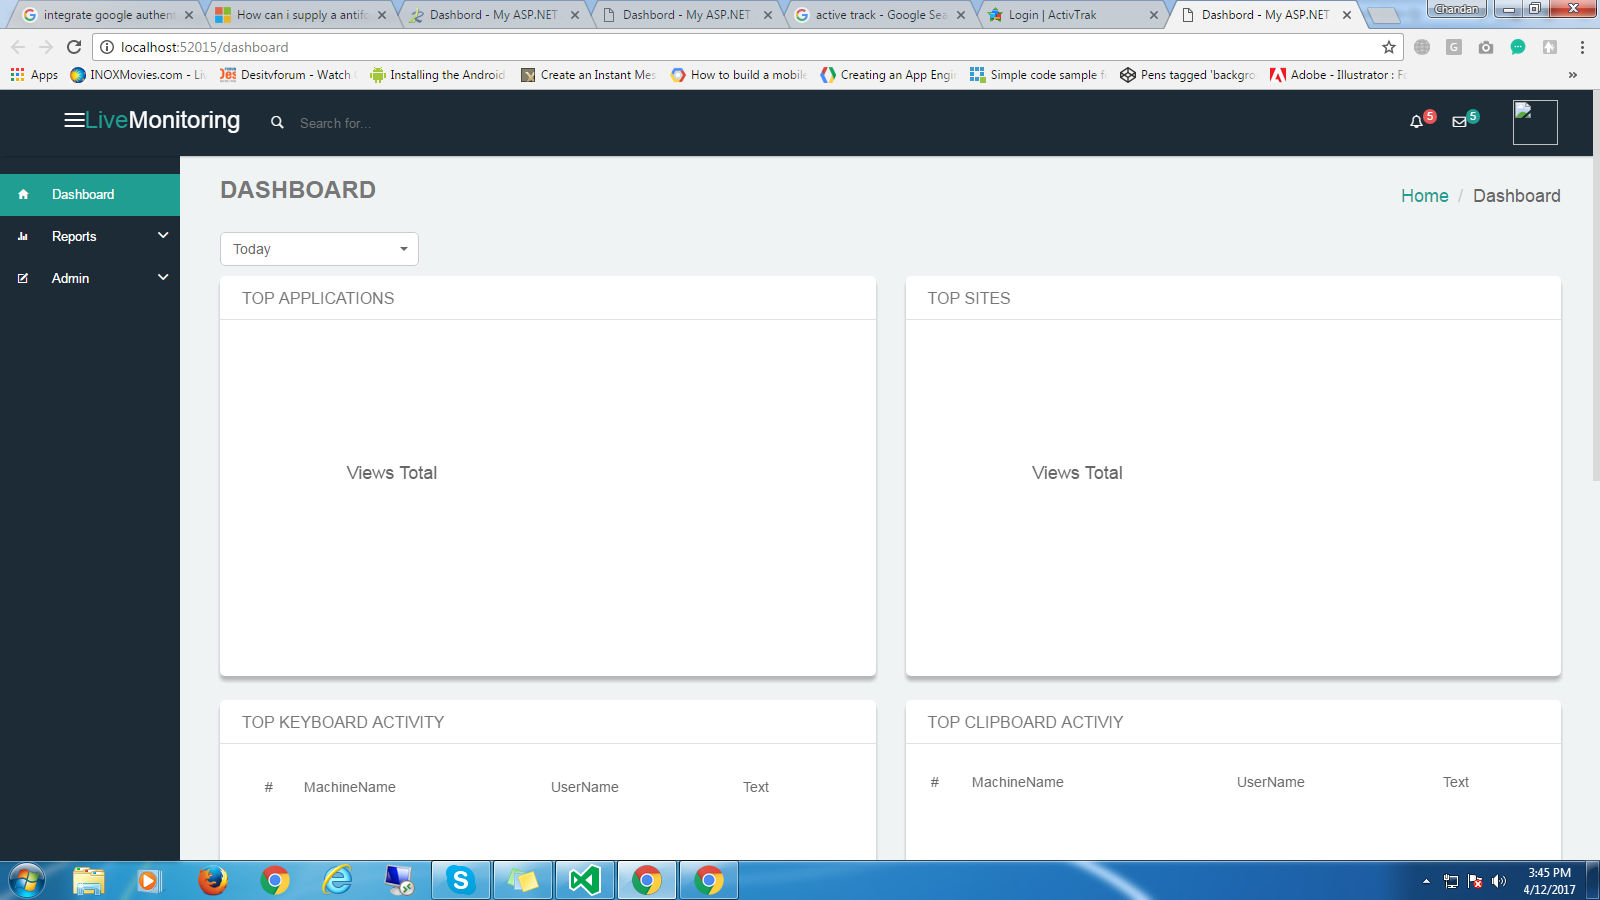 integrate google authent
How can i supply a antifo
Dashbord - My ASP.NET
Dashbord - My ASP.NET
active track - Google Sea
Login | ActivTrak
Dashbord - My ASP.NET
Chandan
localhost:52015/dashboard
Apps
INOXMovies.com - Liv
Desitvforum - Watch
Installing the Android
Create an Instant Mes
How to build a mobile
Creating an App Engi
Simple code sample f
Pens tagged 'backgro
Adobe - Illustrator : Fo
LiveMonitoring
Search for...
5
5
Dashboard
Reports
Admin
DASHBOARD
Home / Dashboard
Today
TOP APPLICATIONS
Views Total
TOP SITES
Views Total
TOP KEYBOARD ACTIVITY
# MachineName UserName Text
TOP CLIPBOARD ACTIVIY
# MachineName UserName Text
3:45 PM
4/12/2017